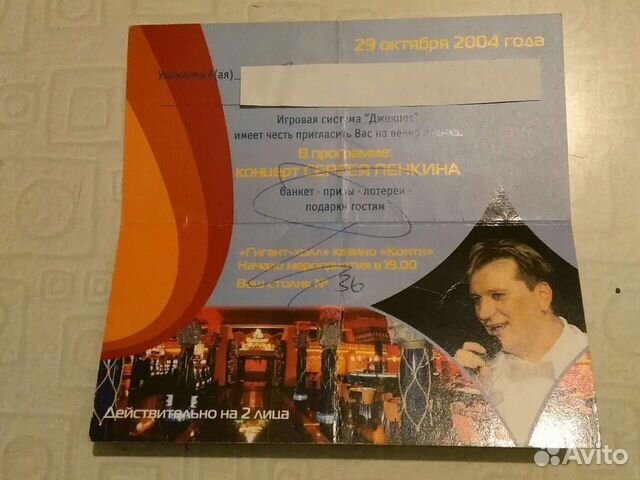 29 октября 2004 года
Уважаемый(ая)
Игровая система "Джекпот"
имеет честь пригласить Вас на вечер отдыха.
В программе:
концерт СЕРГЕЯ ПЕНКИНА
банкет · призы · лотереи ·
подарки гостям
«Гигант-холл» казино «Конти»
Начало мероприятия в 19.00
Ваш столик № 36
Действительно на 2 лица
Avito